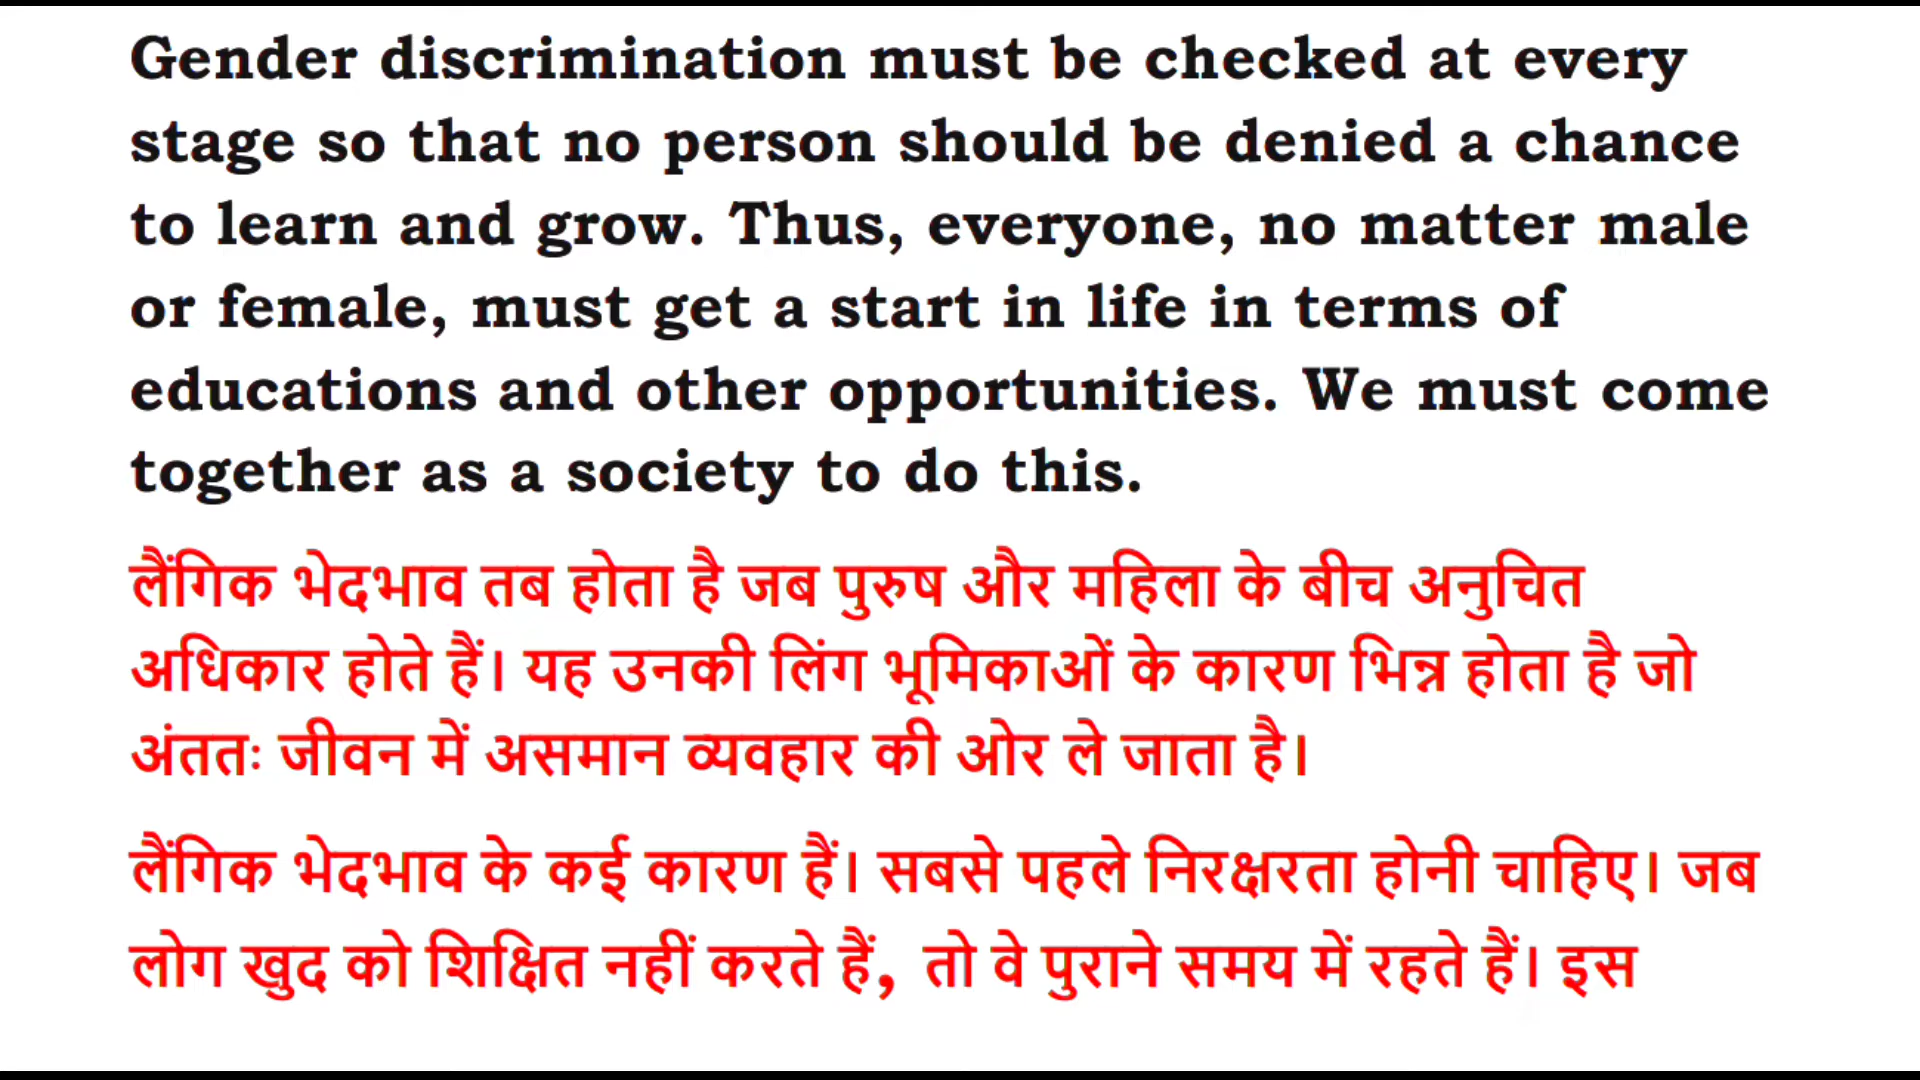 Gender discrimination must be checked at every
stage so that no person should be denied a chance
to learn and grow. Thus, everyone, no matter male
or female, must get a start in life in terms of
educations and other opportunities. We must come
together as a society to do this.
लैंगिक भेदभाव तब होता है जब पुरुष और महिला के बीच अनुचित
अधिकार होते हैं। यह उनकी लिंग भूमिकाओं के कारण भिन्न होता है जो
अंततः जीवन में असमान व्यवहार की ओर ले जाता है।
लैंगिक भेदभाव के कई कारण हैं। सबसे पहले निरक्षरता होनी चाहिए। जब
लोग खुद को शिक्षित नहीं करते हैं, तो वे पुराने समय में रहते हैं। इस